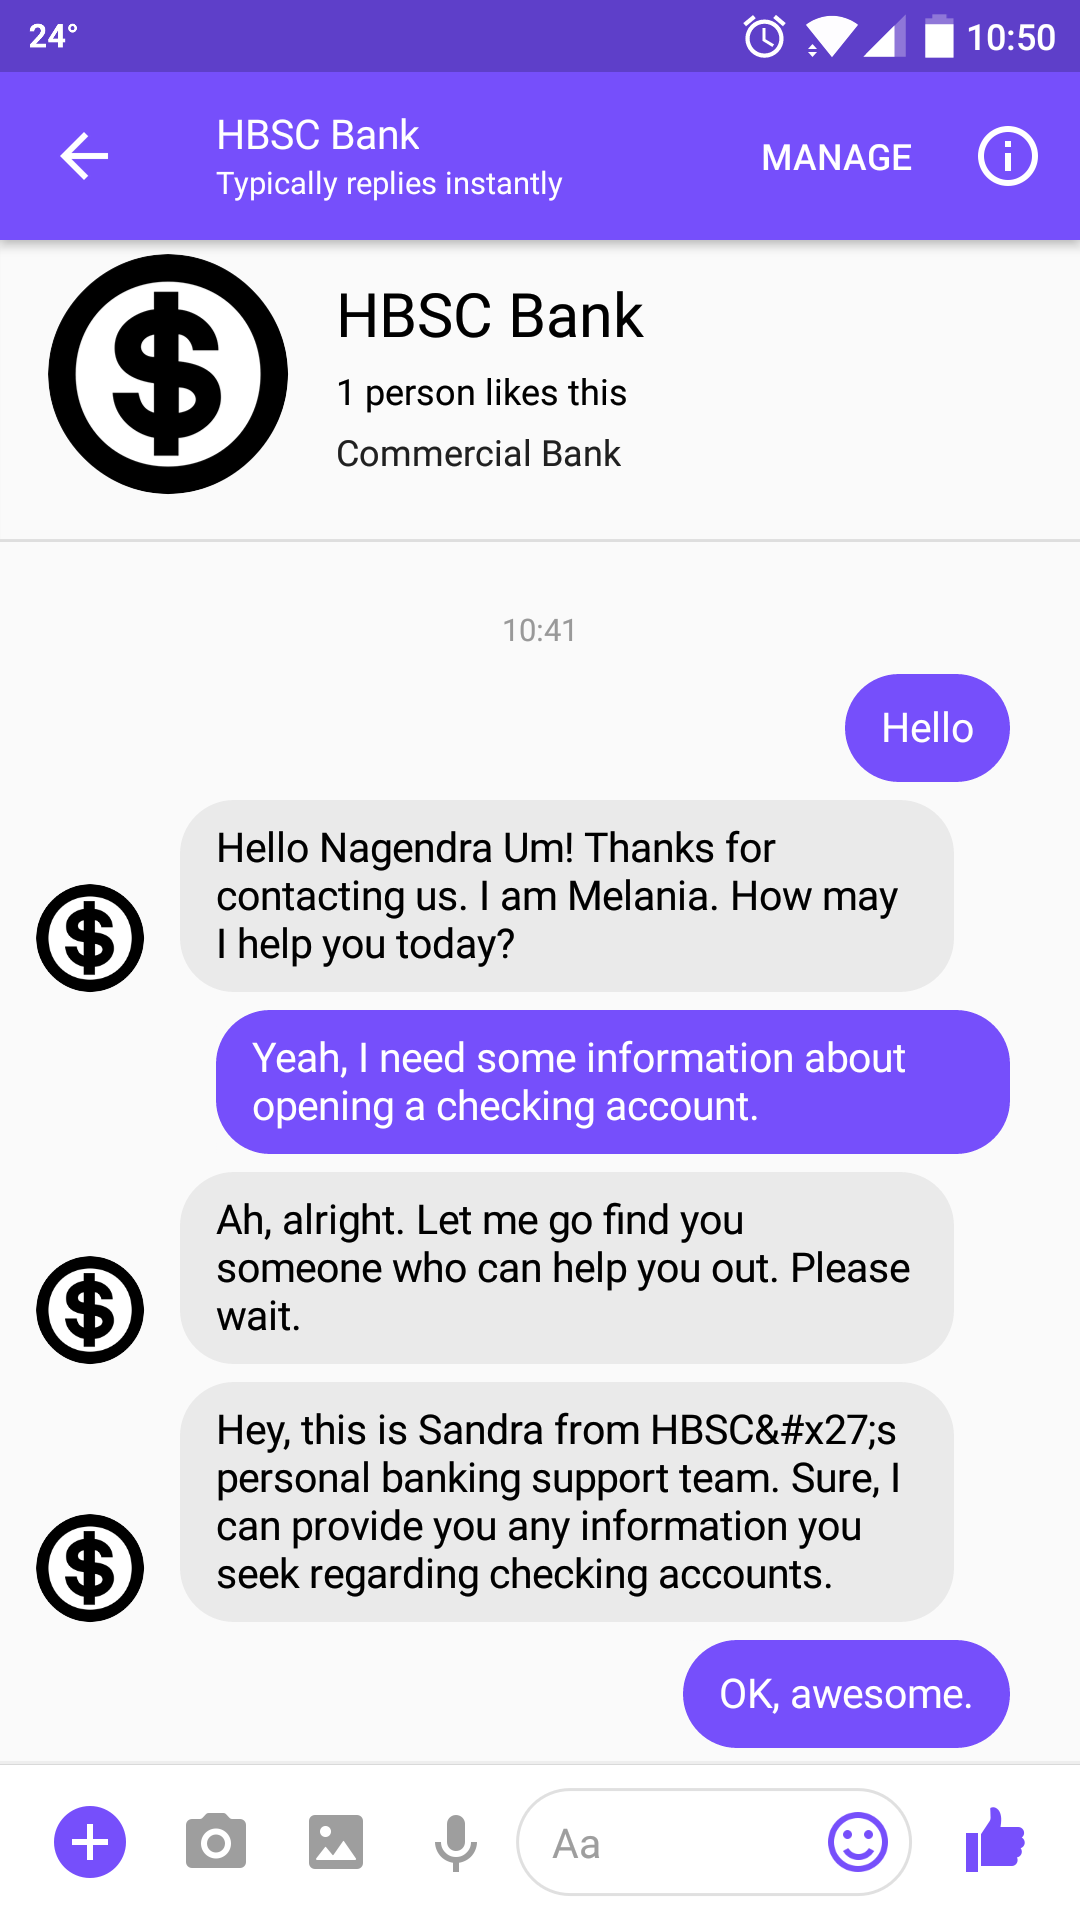 24°
10:50
HBSC Bank
Typically replies instantly
MANAGE
HBSC Bank
1 person likes this
Commercial Bank
10:41
Hello
Hello Nagendra Um! Thanks for
contacting us. I am Melania. How may
I help you today?
Yeah, I need some information about
opening a checking account.
Ah, alright. Let me go find you
someone who can help you out. Please
wait.
Hey, this is Sandra from HBSC&#x27;s
personal banking support team. Sure, I
can provide you any information you
seek regarding checking accounts.
OK, awesome.
Aa